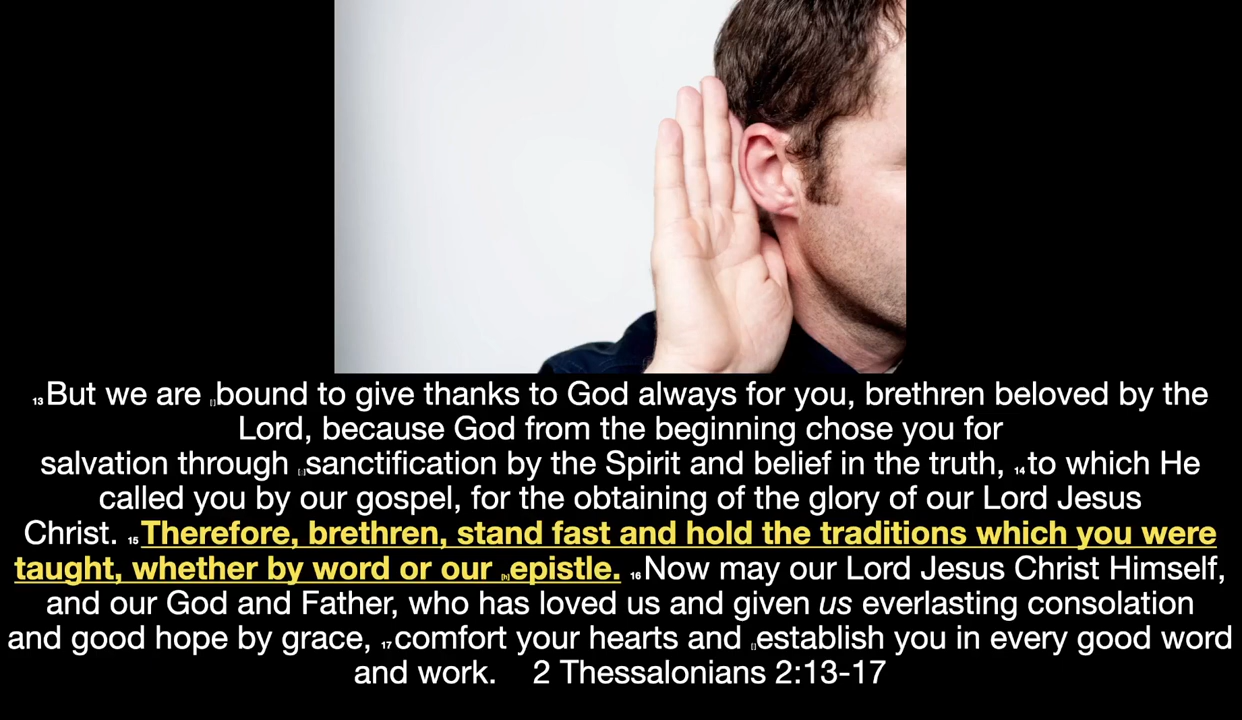 13But we are []bound to give thanks to God always for you, brethren beloved by the
Lord, because God from the beginning chose you for
salvation through []sanctification by the Spirit and belief in the truth, 14to which He
called you by our gospel, for the obtaining of the glory of our Lord Jesus
Christ. 15Therefore, brethren, stand fast and hold the traditions which you were
taught, whether by word or our []epistle. 16Now may our Lord Jesus Christ Himself,
and our God and Father, who has loved us and given us everlasting consolation
and good hope by grace, 17comfort your hearts and []establish you in every good word
and work. 2 Thessalonians 2:13-17